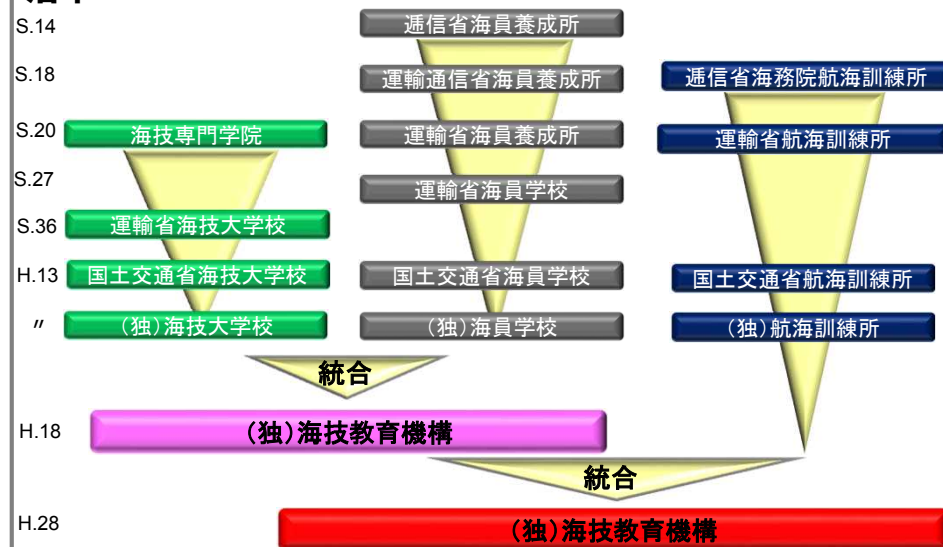 S.14 逓信省海員養成所
S.18 運輸通信省海員養成所 逓信省海務院航海訓練所
S.20 海技専門学院 運輸省海員養成所 運輸省航海訓練所
S.27 運輸省海員学校
S.36 運輸省海技大学校
H.13 国土交通省海技大学校 国土交通省海員学校 国土交通省航海訓練所
〃 (独)海技大学校 (独)海員学校 (独)航海訓練所
統合
H.18 (独)海技教育機構
統合
H.28 (独)海技教育機構